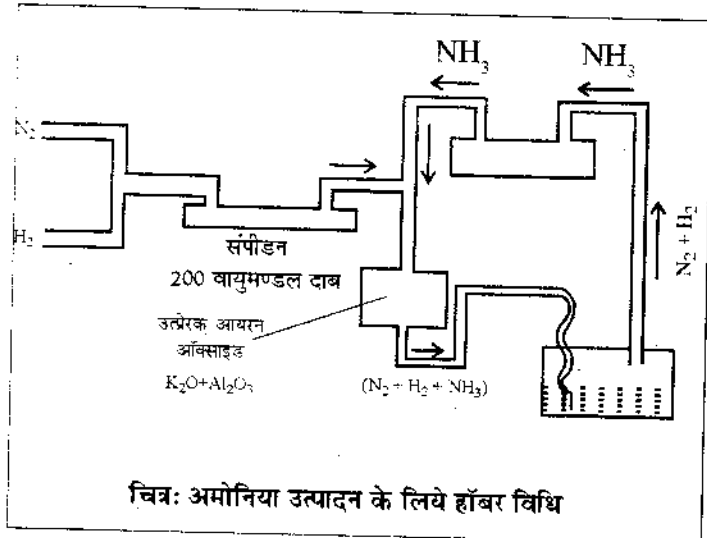 NH₃
NH₃
N₂
H₂
संपीडन
200 वायुमण्डल दाब
उत्प्रेरक आयरन
ऑक्साइड
K₂O+Al₂O₃
(N₂ + H₂ + NH₃)
N₂ + H₂
चित्र: अमोनिया उत्पादन के लिये हॉबर विधि